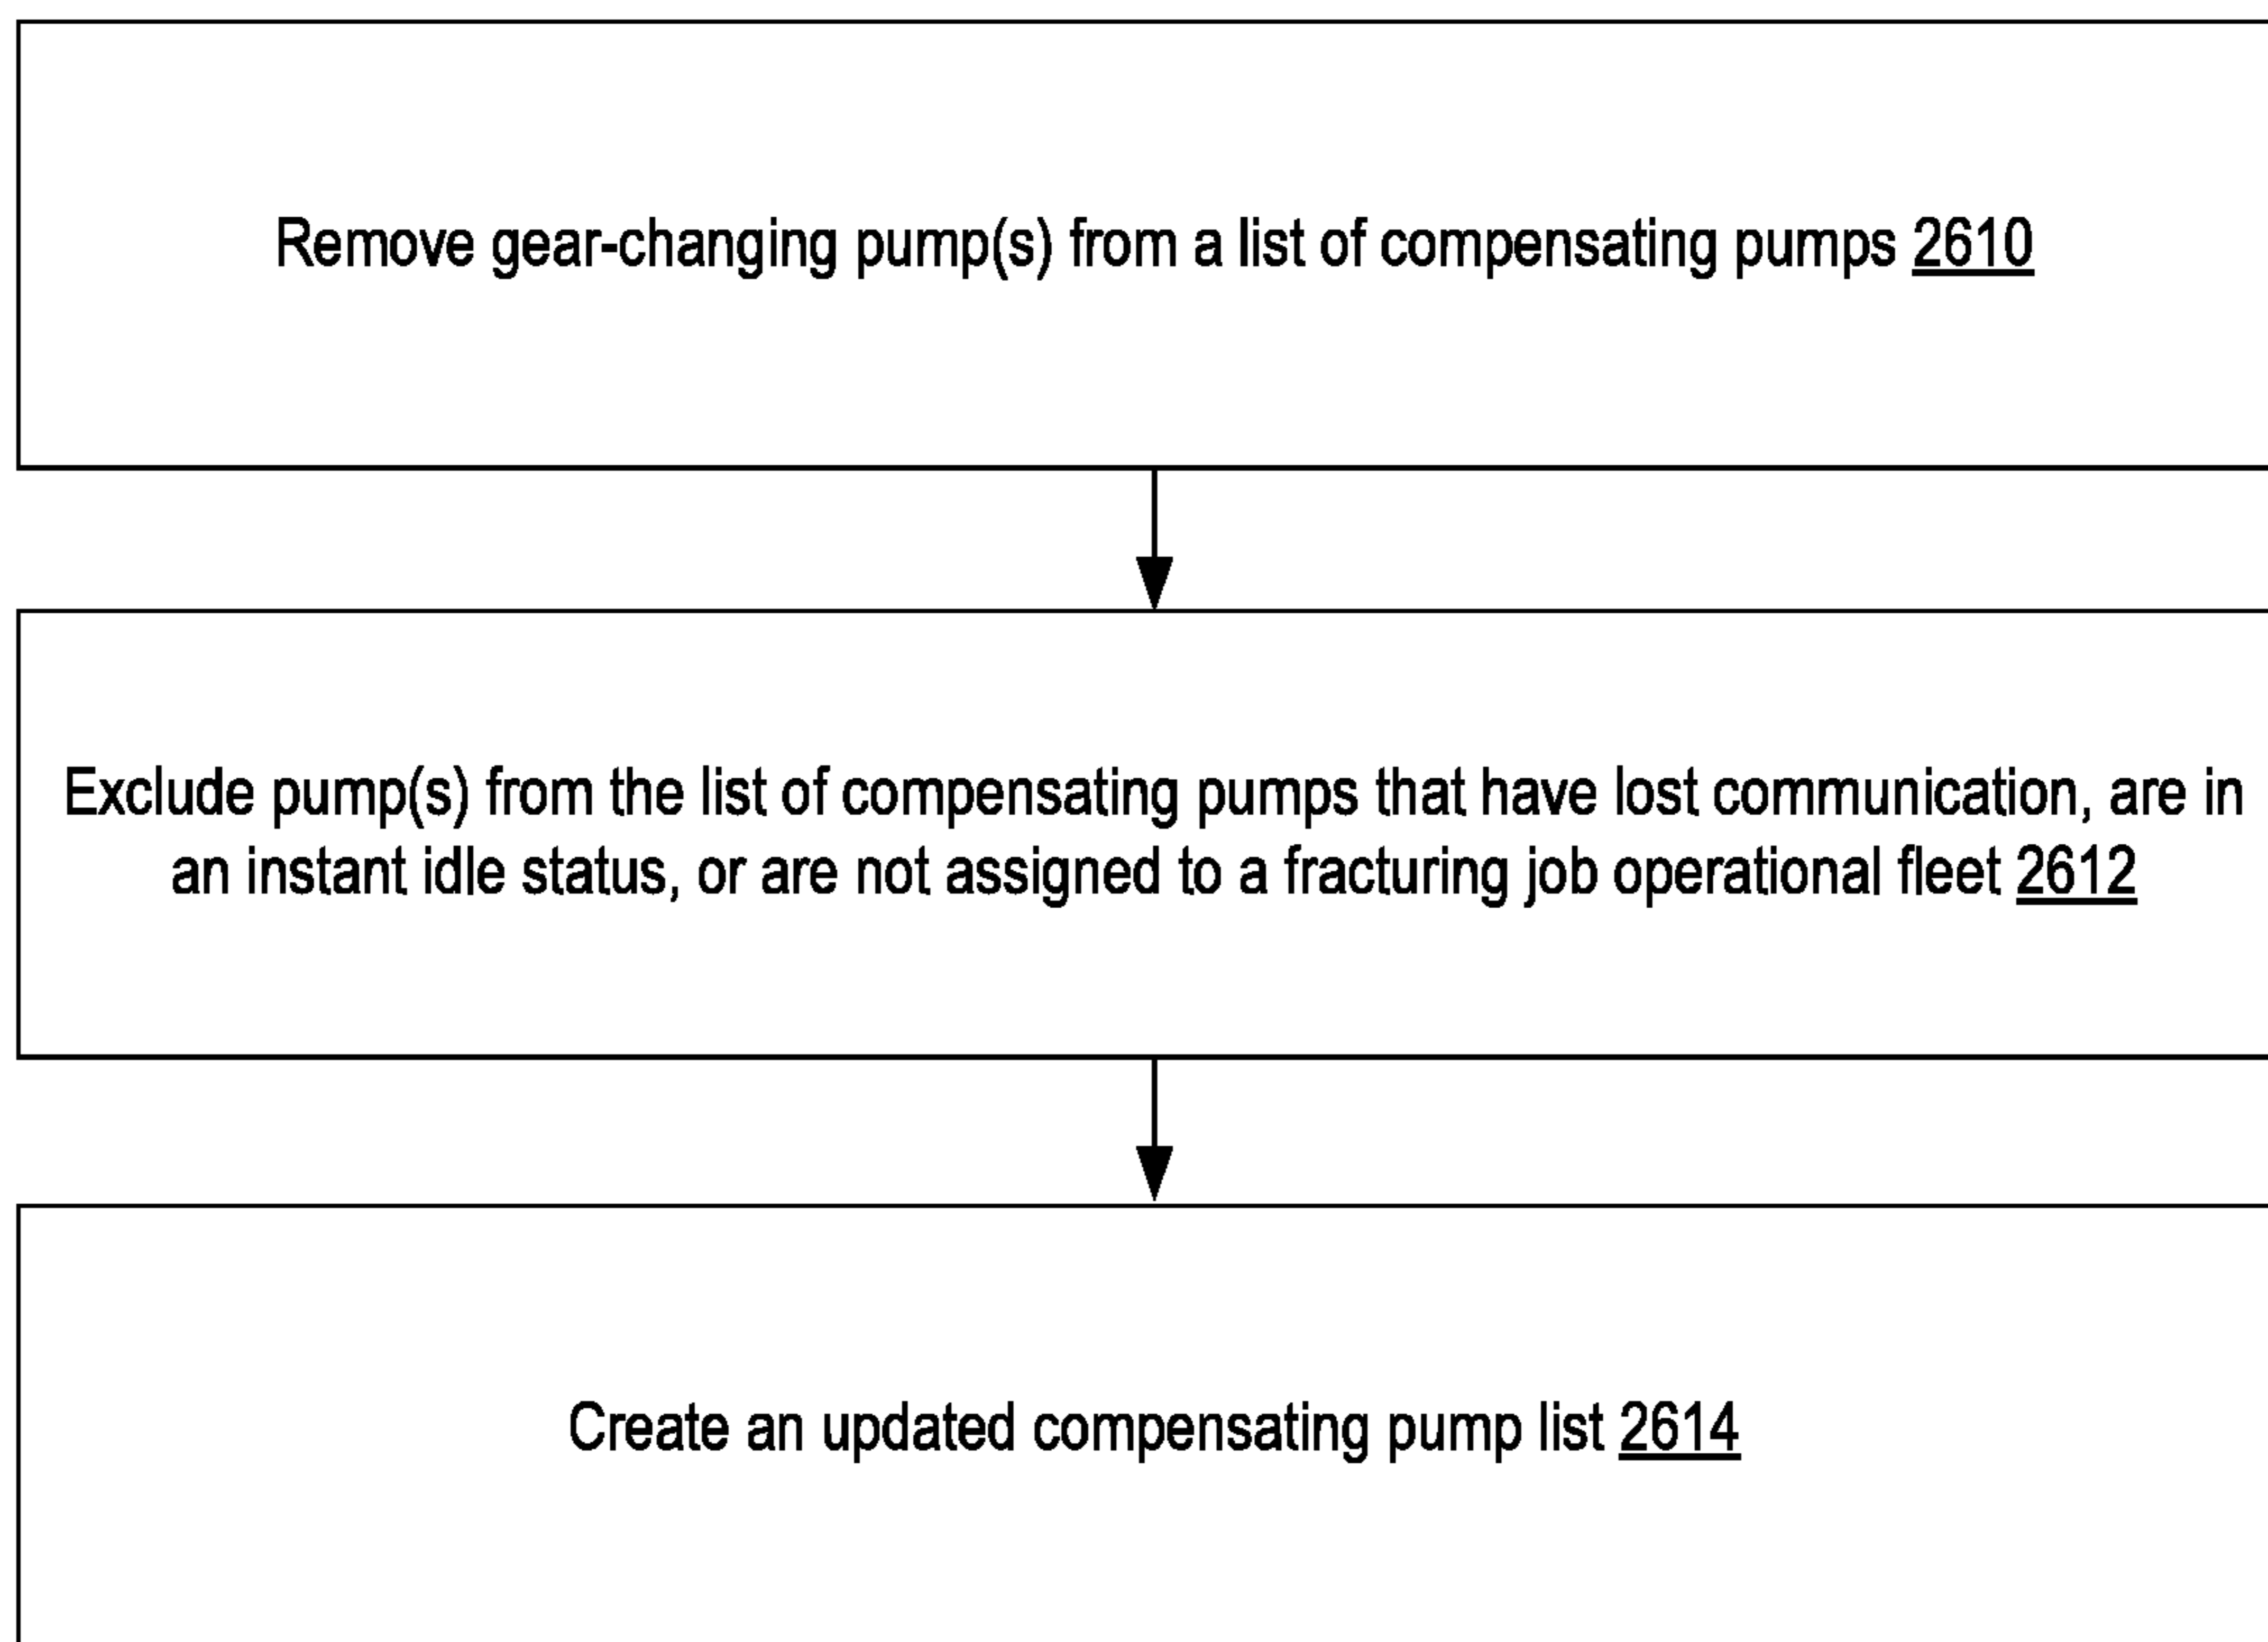 Remove gear-changing pump(s) from a list of compensating pumps 2610
Exclude pump(s) from the list of compensating pumps that have lost communication, are in
an instant idle status, or are not assigned to a fracturing job operational fleet 2612
Create an updated compensating pump list 2614